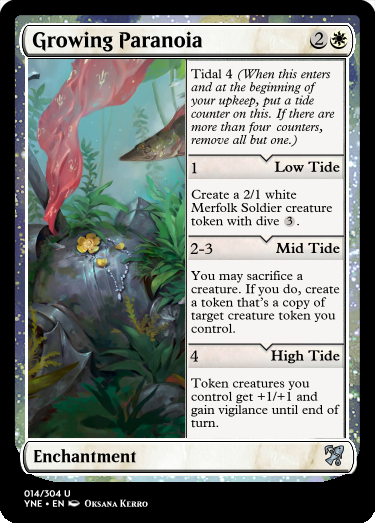 Growing Paranoia 2
Tidal 4 (When this enters
and at the beginning of
your upkeep, put a tide
counter on this. If there are
more than four counters,
remove all but one.)
1 Low Tide
Create a 2/1 white
Merfolk Soldier creature
token with dive 3.
2-3 Mid Tide
You may sacrifice a
creature. If you do, create
a token that's a copy of
target creature token you
control.
4 High Tide
Token creatures you
control get +1/+1 and
gain vigilance until end of
turn.
Enchantment
014/304 U
YNE • EN Oksana Kerro